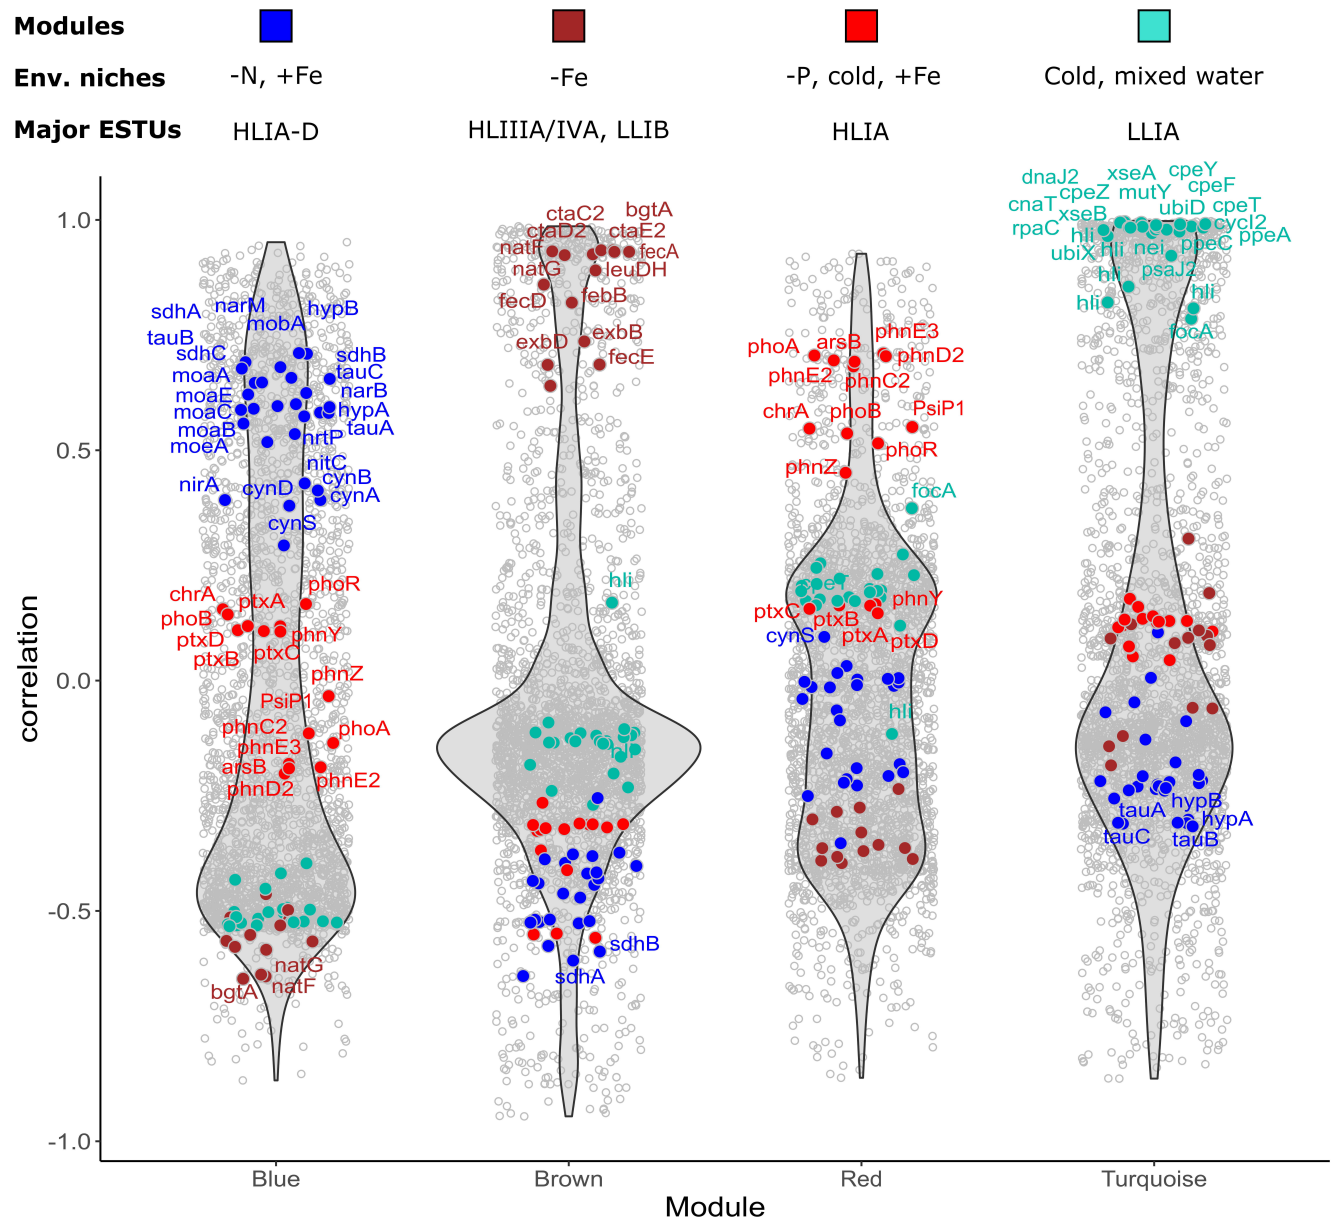 Modules
Env. niches -N, +Fe -Fe -P, cold, +Fe Cold, mixed water
Major ESTUs HLIA-D HLIIIA/IVA, LLIB HLIA LLIA
correlation
1.0
0.5
0.0
-0.5
-1.0
sdhA narM hypB
mobA
tauB
sdhC sdhB
moaA tauC
moaE narB
moaC hypA
moaB tauA
moeA nrtP
nitC
nirA cynD cynB
cynA
cynS
chrA ptxA phoR
phoB
ptxD phnY
ptxB ptxC
phnZ
PsiP1
phnC2 phoA
phnE3
arsB
phnD2 phnE2
natG
bgtA natF
ctaC2 bgtA
ctaD2 ctaE2
natF fecA
natG leuDH
fecD febB
exbD exbB
fecE
hli
hli
sdhB
sdhA
phoA arsB phnE3
phnD2
phnE2 phnC2
chrA phoB PsiP1
phoR
phnZ
focA
cpeT
phnY
ptxC ptxB
cynS ptxA ptxD
hli
dnaJ2 xseA cpeY
cpeZ mutY cpeF
cnaT xseB ubiD cpeT
rpaC cycI2
hli ppeA
ubiX hli nei ppeC
psaJ2
hli
hli hli
focA
tauA hypB
hypA
tauC tauB
Blue Brown Red Turquoise
Module